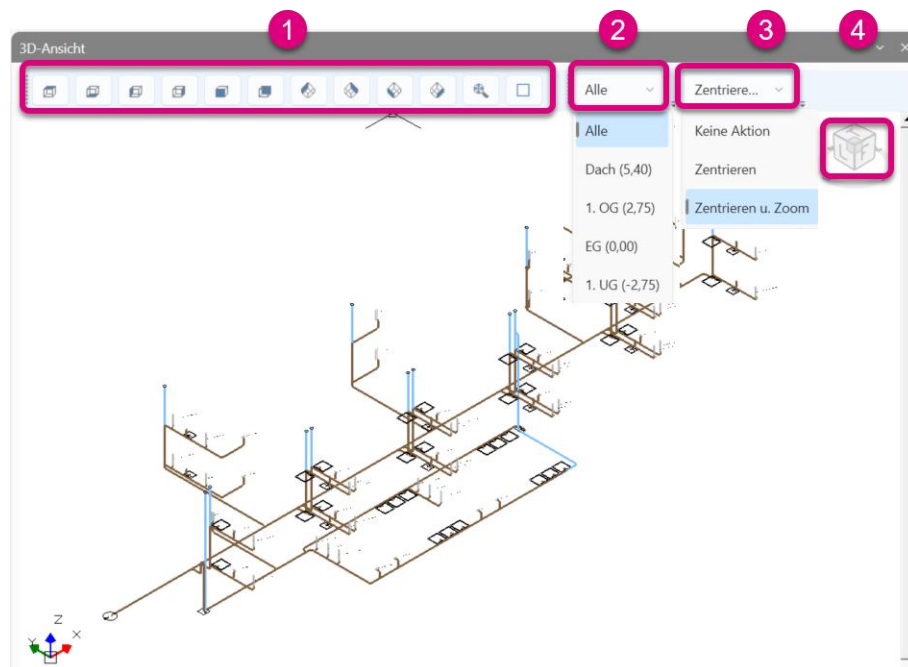 1
2
3
4
3D-Ansicht
Alle
Zentriere...
Alle
Dach (5,40)
1. OG (2,75)
EG (0,00)
1. UG (-2,75)
Keine Aktion
Zentrieren
Zentrieren u. Zoom
L F
Z
Y
X